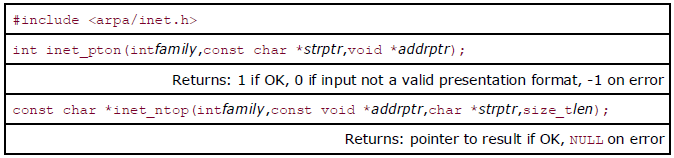 #include <arpa/inet.h>
int inet_pton(intfamily,const char *strptr,void *addrptr);
Returns: 1 if OK, 0 if input not a valid presentation format, -1 on error
const char *inet_ntop(intfamily,const void *addrptr,char *strptr,size_tlen);
Returns: pointer to result if OK, NULL on error